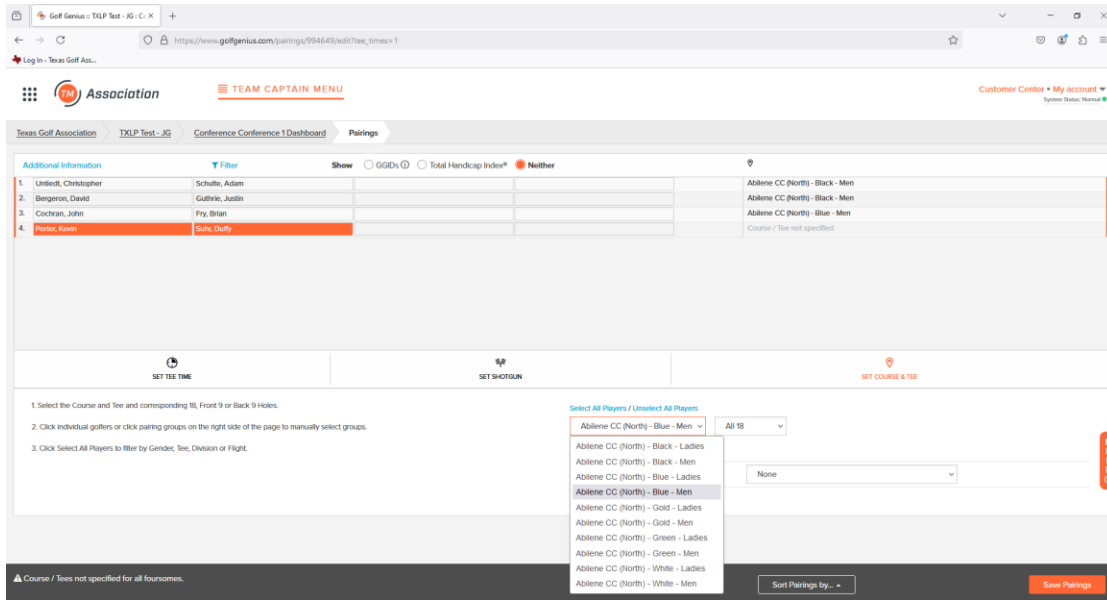 Golf Genius :: TXLP Test - JG : C: X +
https://www.golfgenius.com/pairings/994649/edit?tee_times=1
Log In - Texas Golf Ass...
TM Association
TEAM CAPTAIN MENU
Customer Center • My account
System Status: Normal
Texas Golf Association TXLP Test - JG Conference Conference 1 Dashboard Pairings
Additional Information Filter Show GGIDs Total Handicap Index® Neither
1. Untiedt, Christopher Schulte, Adam Abilene CC (North) - Black - Men
2. Bergeron, David Guthrie, Justin Abilene CC (North) - Black - Men
3. Cochran, John Fry, Brian Abilene CC (North) - Blue - Men
4. Porter, Kevin Suhr, Duffy Course / Tee not specified
SET TEE TIME SET SHOTGUN SET COURSE & TEE
1. Select the Course and Tee and corresponding 18, Front 9 or Back 9 Holes.
2. Click individual golfers or click pairing groups on the right side of the page to manually select groups.
3. Click Select All Players to filter by Gender, Tee, Division or Flight.
Select All Players / Unselect All Players
Abilene CC (North) - Blue - Men All 18
Abilene CC (North) - Black - Ladies
Abilene CC (North) - Black - Men
Abilene CC (North) - Blue - Ladies
Abilene CC (North) - Blue - Men
Abilene CC (North) - Gold - Ladies
Abilene CC (North) - Gold - Men
Abilene CC (North) - Green - Ladies
Abilene CC (North) - Green - Men
Abilene CC (North) - White - Ladies
Abilene CC (North) - White - Men
None
Course / Tees not specified for all foursomes.
Sort Pairings by...
Save Pairings